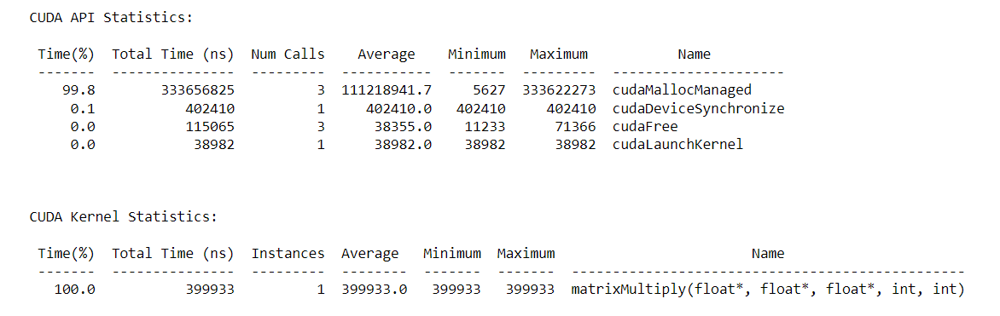 CUDA API Statistics:
Time(%) Total Time (ns) Num Calls Average Minimum Maximum Name
------- --------------- --------- ----------- ------- --------- ---------------------
99.8 333656825 3 111218941.7 5627 333622273 cudaMallocManaged
0.1 402410 1 402410.0 402410 402410 cudaDeviceSynchronize
0.0 115065 3 38355.0 11233 71366 cudaFree
0.0 38982 1 38982.0 38982 38982 cudaLaunchKernel
CUDA Kernel Statistics:
Time(%) Total Time (ns) Instances Average Minimum Maximum Name
------- --------------- --------- -------- ------- ------- ------------------------------------------------
100.0 399933 1 399933.0 399933 399933 matrixMultiply(float*, float*, float*, int, int)